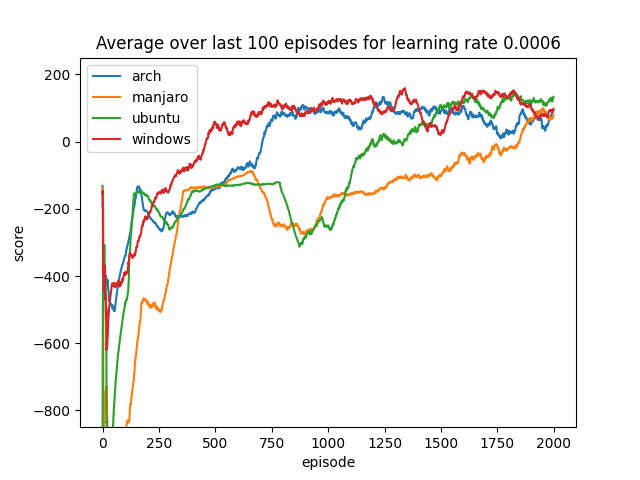 Average over last 100 episodes for learning rate 0.0006
200
0
−200
−400
−600
−800
score
arch
manjaro
ubuntu
windows
0
250
500
750
1000
1250
1500
1750
2000
episode